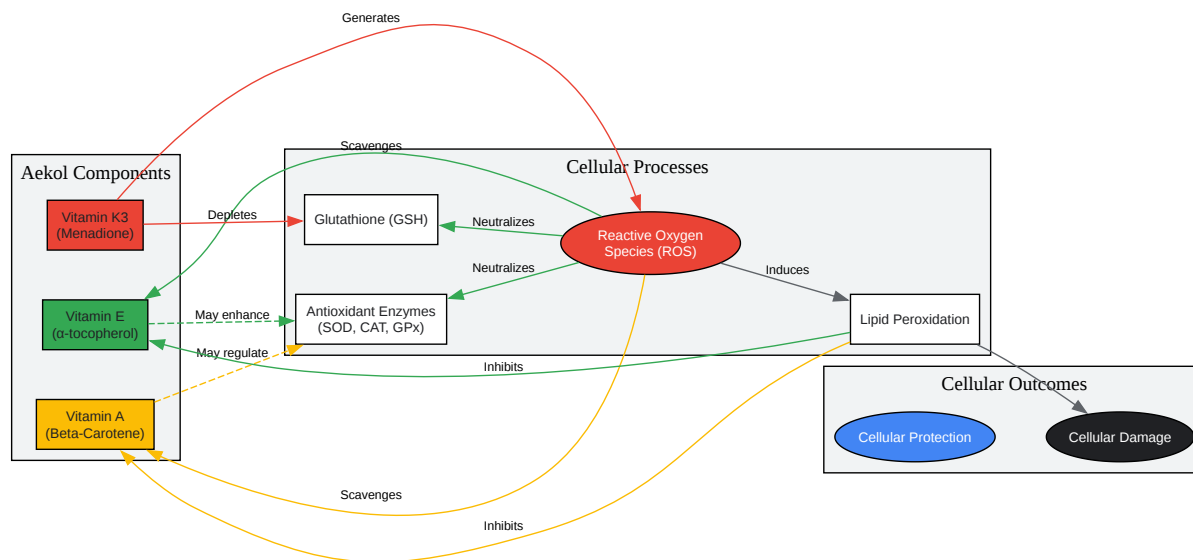 Generates
Scavenges
Aekol Components
Cellular Processes
Vitamin K3
(Menadione)
Depletes
Glutathione (GSH)
Neutralizes
Reactive Oxygen
Species (ROS)
Neutralizes
Induces
Vitamin E
(α-tocopherol)
May enhance
Antioxidant Enzymes
(SOD, CAT, GPx)
Lipid Peroxidation
May regulate
Inhibits
Cellular Outcomes
Vitamin A
(Beta-Carotene)
Cellular Protection
Cellular Damage
Scavenges
Inhibits